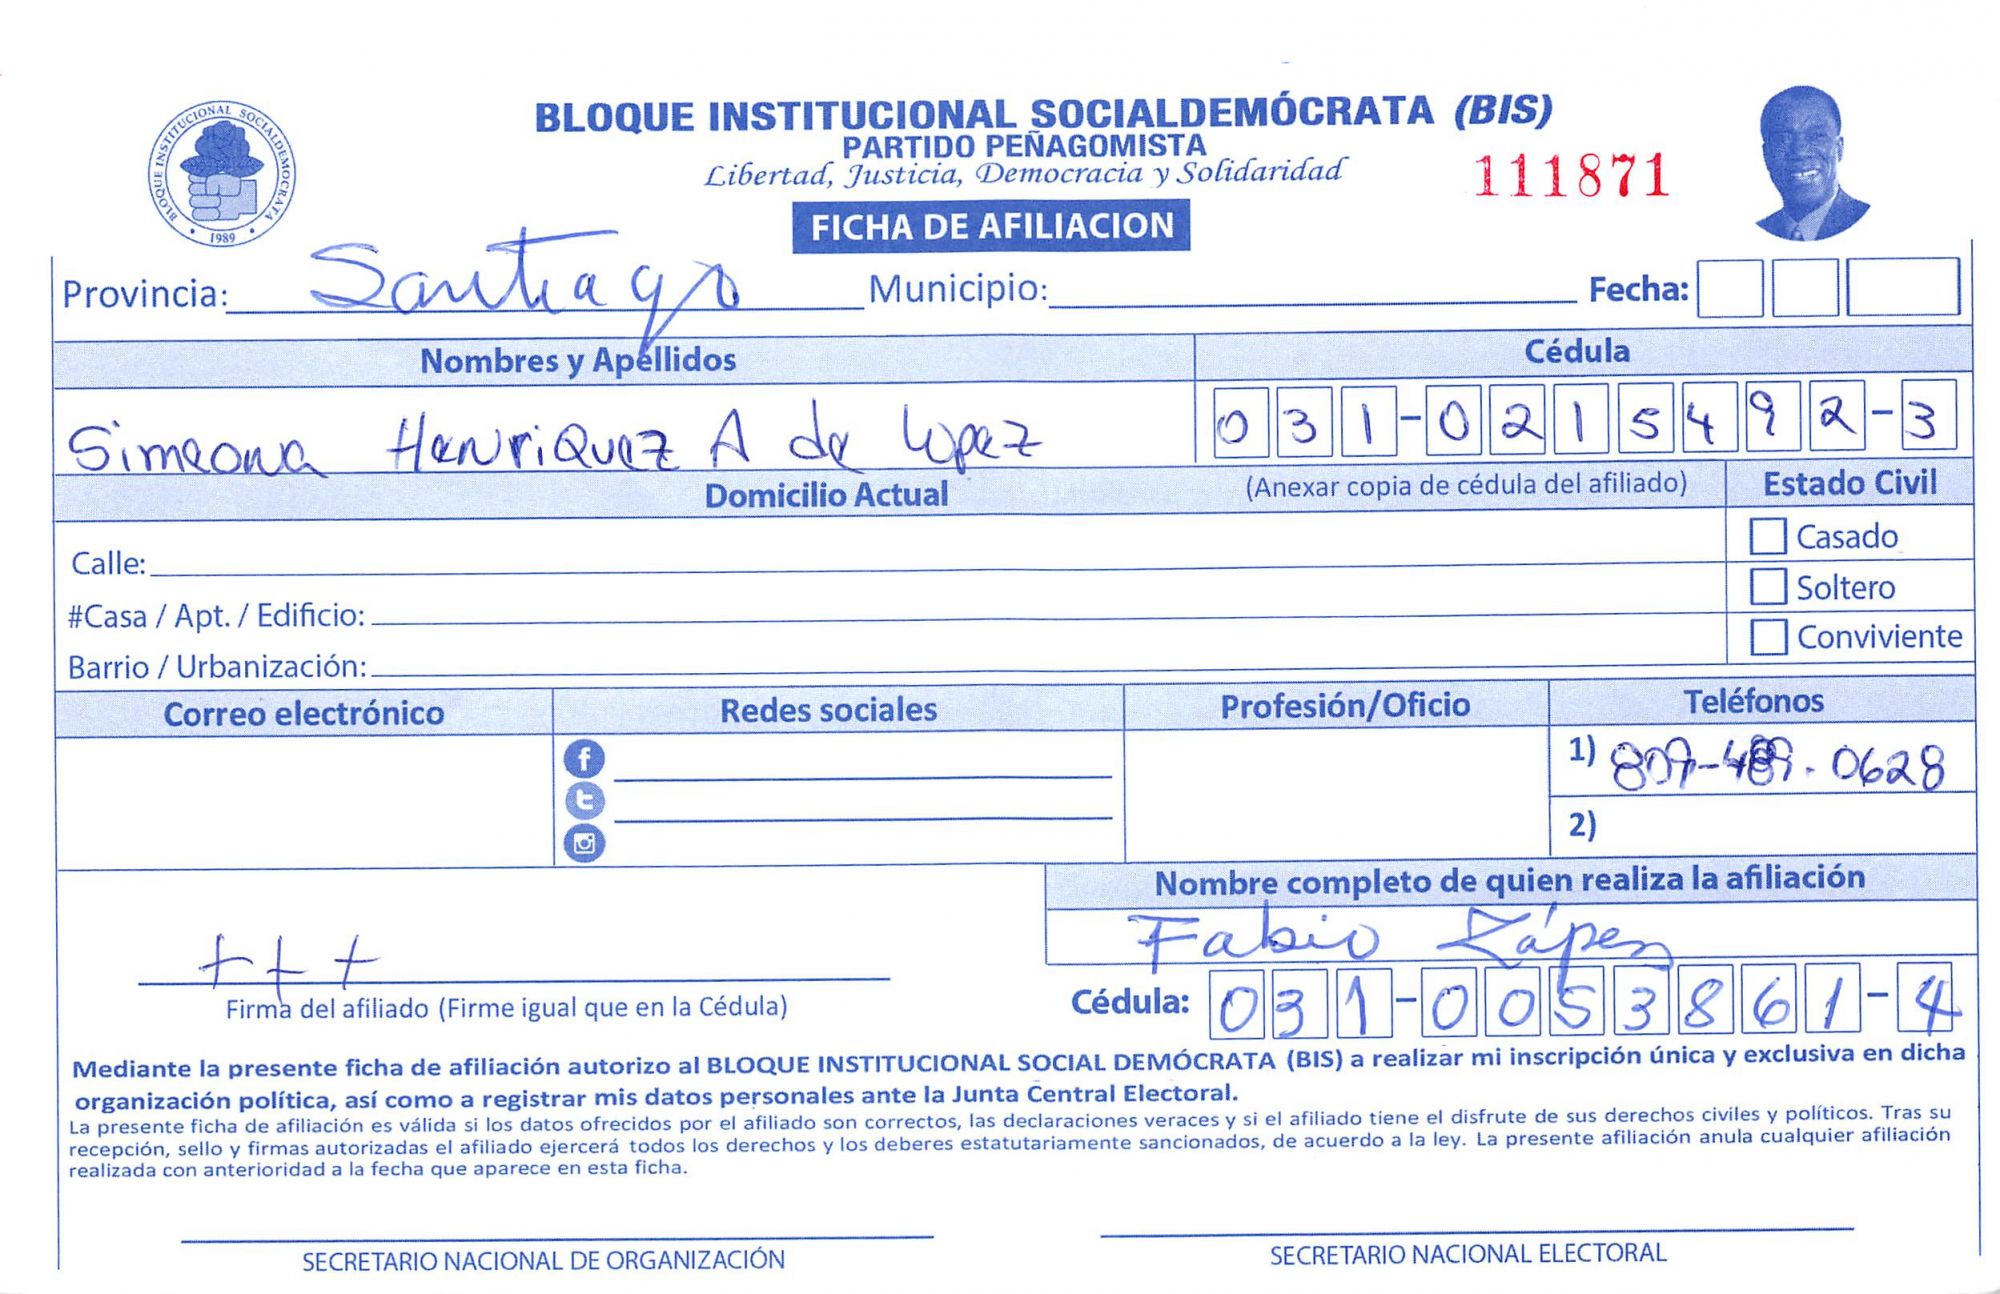 BLOQUE INSTITUCIONAL SOCIALDEMÓCRATA (BIS)
PARTIDO PEÑAGOMISTA
Libertad, Justicia, Democracia y Solidaridad
111871
BLOQUE INSTITUCIONAL SOCIALDEMOCRATA
1989
FICHA DE AFILIACION
Provincia: Santiago Municipio: Fecha:
Nombres y Apellidos Cédula
Simeona Henriquez A de Lopez 031-0215492-3
Domicilio Actual (Anexar copia de cédula del afiliado) Estado Civil
Casado
Calle:
Soltero
#Casa / Apt. / Edificio:
Conviviente
Barrio / Urbanización:
Correo electrónico Redes sociales Profesión/Oficio Teléfonos
1) 809-489-0628
2)
Nombre completo de quien realiza la afiliación
Fabio López
+++
Firma del afiliado (Firme igual que en la Cédula) Cédula: 031-0053861-4
Mediante la presente ficha de afiliación autorizo al BLOQUE INSTITUCIONAL SOCIAL DEMÓCRATA (BIS) a realizar mi inscripción única y exclusiva en dicha
organización política, así como a registrar mis datos personales ante la Junta Central Electoral.
La presente ficha de afiliación es válida si los datos ofrecidos por el afiliado son correctos, las declaraciones veraces y si el afiliado tiene el disfrute de sus derechos civiles y políticos. Tras su
recepción, sello y firmas autorizadas el afiliado ejercerá todos los derechos y los deberes estatutariamente sancionados, de acuerdo a la ley. La presente afiliación anula cualquier afiliación
realizada con anterioridad a la fecha que aparece en esta ficha.
SECRETARIO NACIONAL DE ORGANIZACIÓN SECRETARIO NACIONAL ELECTORAL